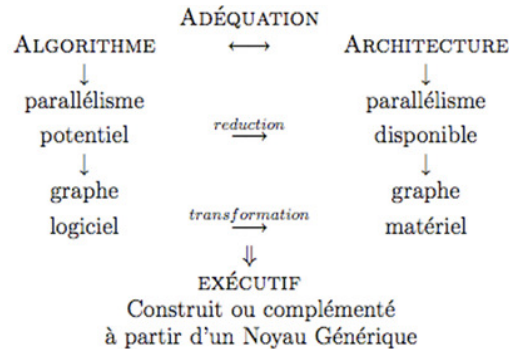 ADÉQUATION
ALGORITHME ⟷ ARCHITECTURE
↓ ↓
parallélisme parallélisme
potentiel reduction ⟶ disponible
↓ ↓
graphe graphe
logiciel transformation ⟶ matériel
⇓
EXÉCUTIF
Construit ou complémenté
à partir d'un Noyau Générique